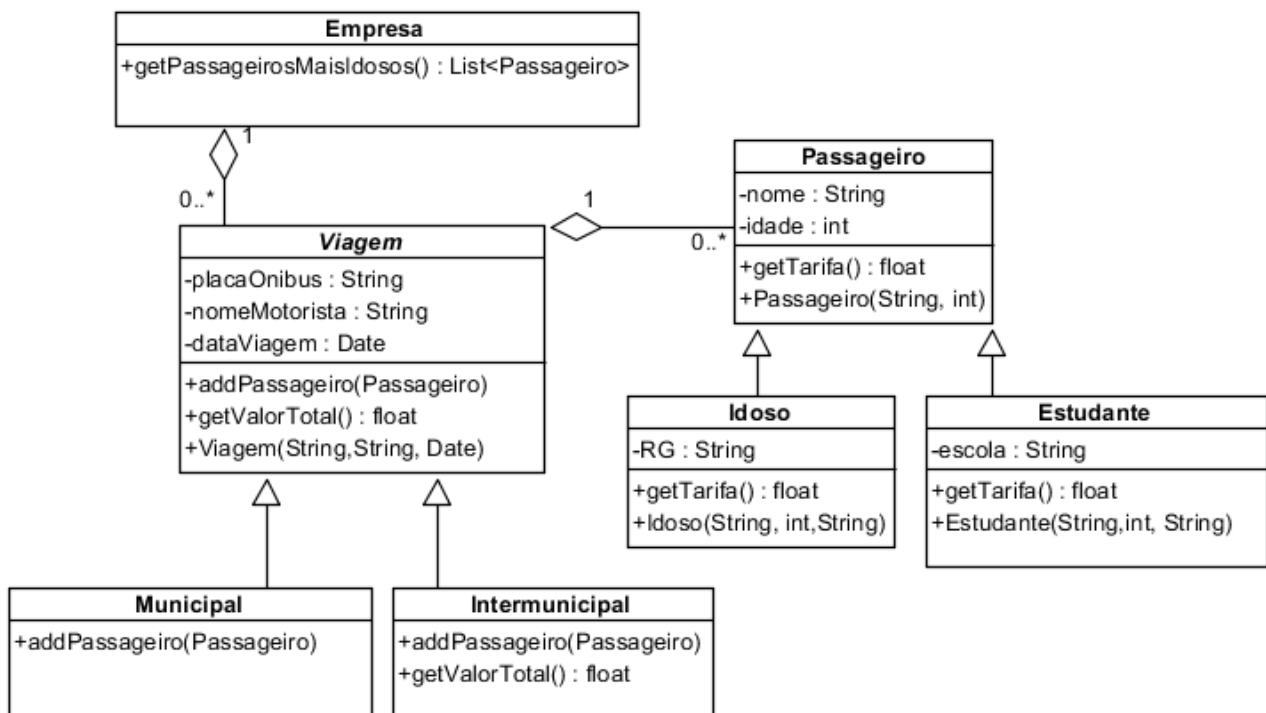 Empresa
+getPassageirosMaisIdosos() : List<Passageiro>
1
0..*
Viagem
-placaOnibus : String
-nomeMotorista : String
-dataViagem : Date
+addPassageiro(Passageiro)
+getValorTotal() : float
+Viagem(String,String, Date)
1
0..*
Passageiro
-nome : String
-idade : int
+getTarifa() : float
+Passageiro(String, int)
Idoso
-RG : String
+getTarifa() : float
+Idoso(String, int,String)
Estudante
-escola : String
+getTarifa() : float
+Estudante(String,int, String)
Municipal
+addPassageiro(Passageiro)
Intermunicipal
+addPassageiro(Passageiro)
+getValorTotal() : float